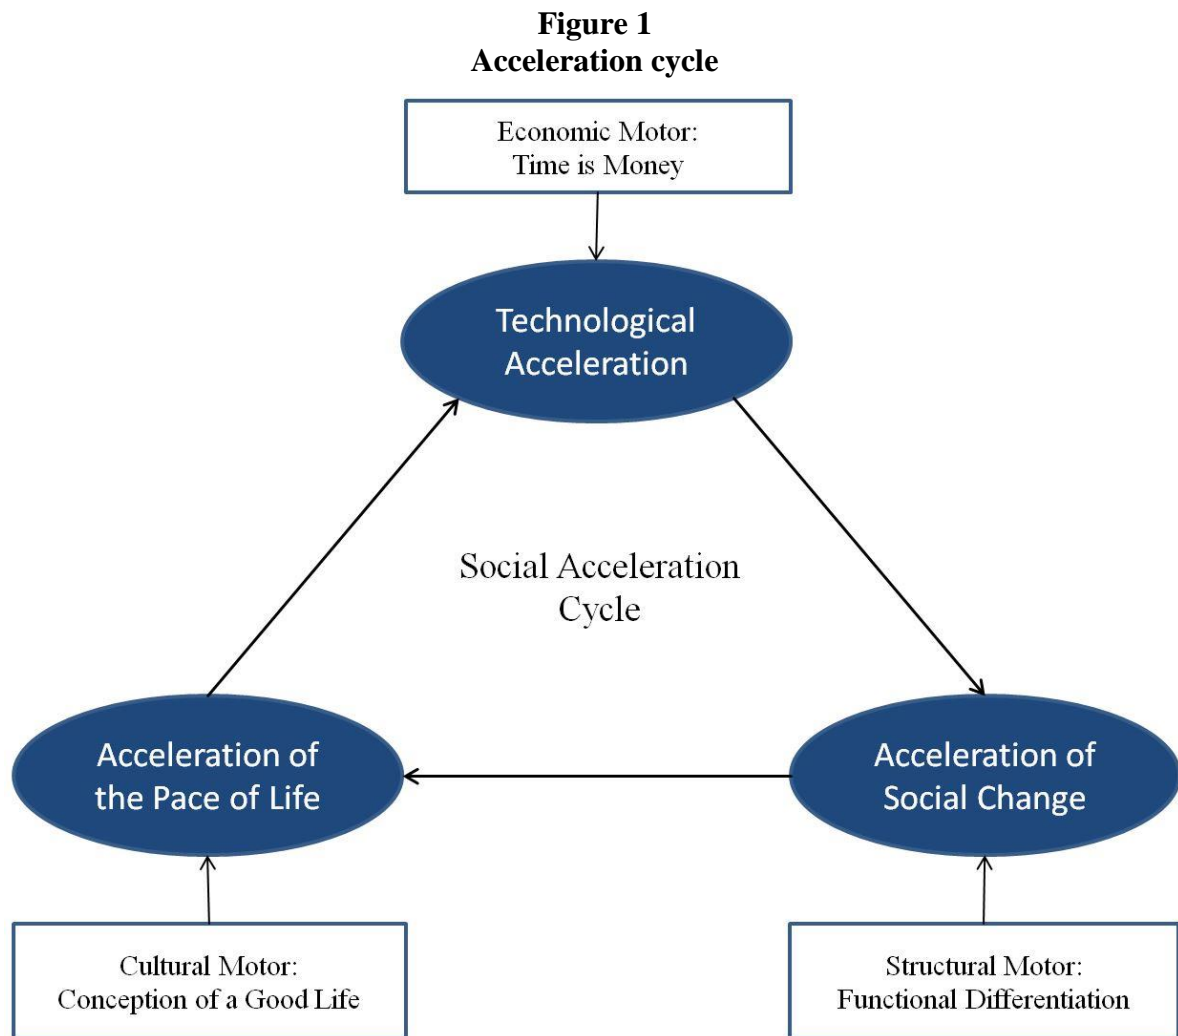 Figure 1
Acceleration cycle
Economic Motor:
Time is Money
Technological
Acceleration
Social Acceleration
Cycle
Acceleration of
the Pace of Life
Acceleration of
Social Change
Cultural Motor:
Conception of a Good Life
Structural Motor:
Functional Differentiation